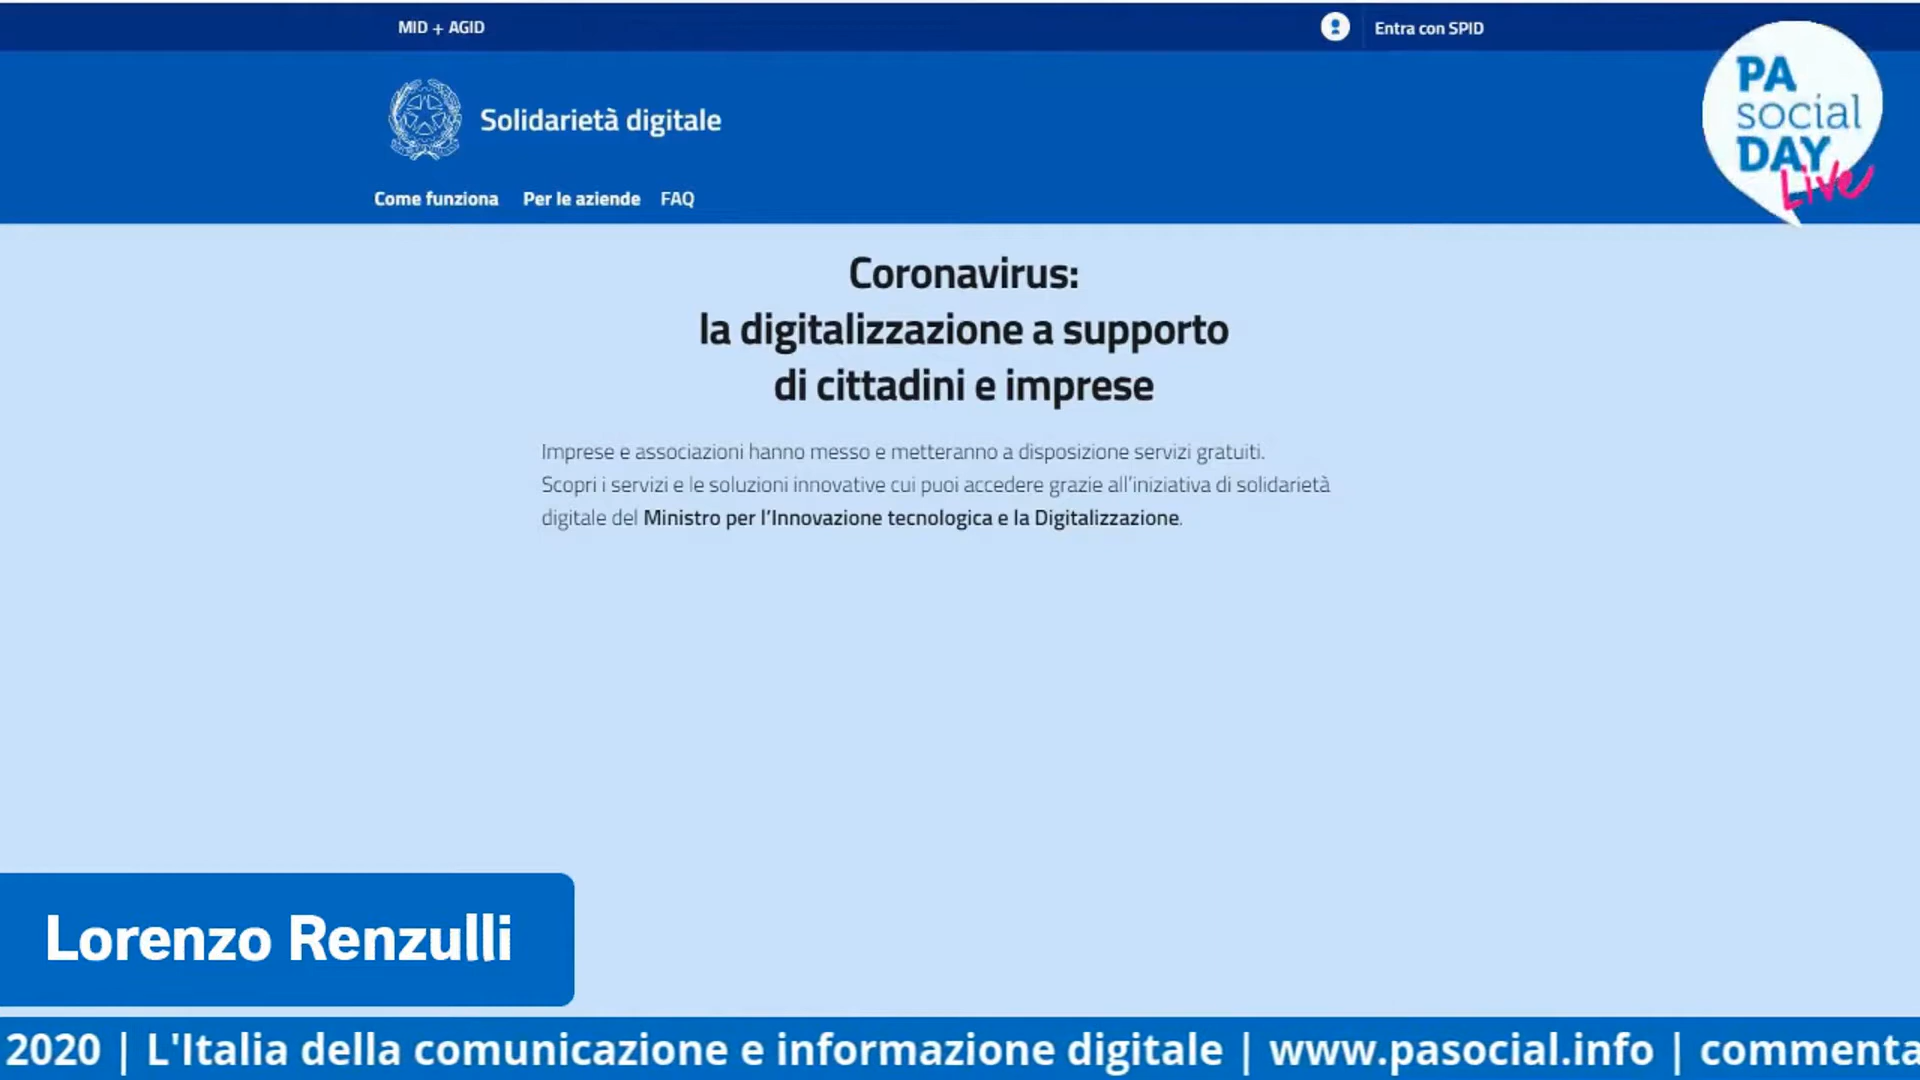 MID + AGID
Entra con SPID
PA
social
DAY
Live
Solidarietà digitale
Come funziona
Per le aziende
FAQ
Coronavirus:
la digitalizzazione a supporto
di cittadini e imprese
Imprese e associazioni hanno messo e metteranno a disposizione servizi gratuiti.
Scopri i servizi e le soluzioni innovative cui puoi accedere grazie all'iniziativa di solidarietà
digitale del Ministro per l'Innovazione tecnologica e la Digitalizzazione.
Lorenzo Renzulli
2020 | L'Italia della comunicazione e informazione digitale | www.pasocial.info | commenta